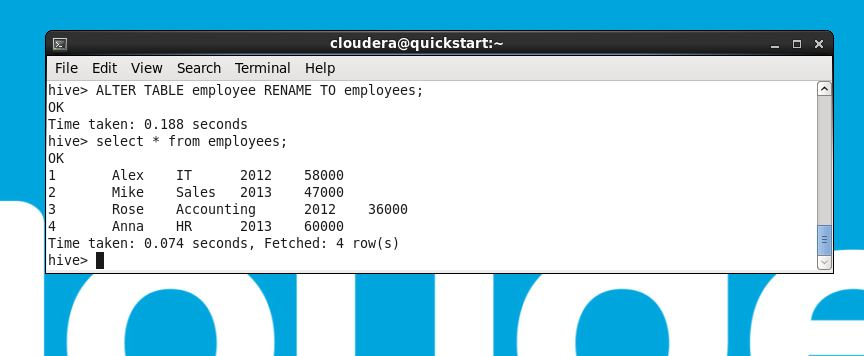 cloudera@quickstart:~
File Edit View Search Terminal Help
hive> ALTER TABLE employee RENAME TO employees;
OK
Time taken: 0.188 seconds
hive> select * from employees;
OK
1 Alex IT 2012 58000
2 Mike Sales 2013 47000
3 Rose Accounting 2012 36000
4 Anna HR 2013 60000
Time taken: 0.074 seconds, Fetched: 4 row(s)
hive>